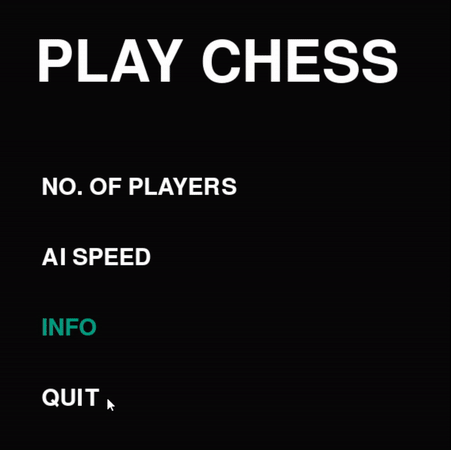 PLAY CHESS
NO. OF PLAYERS
AI SPEED
INFO
QUIT